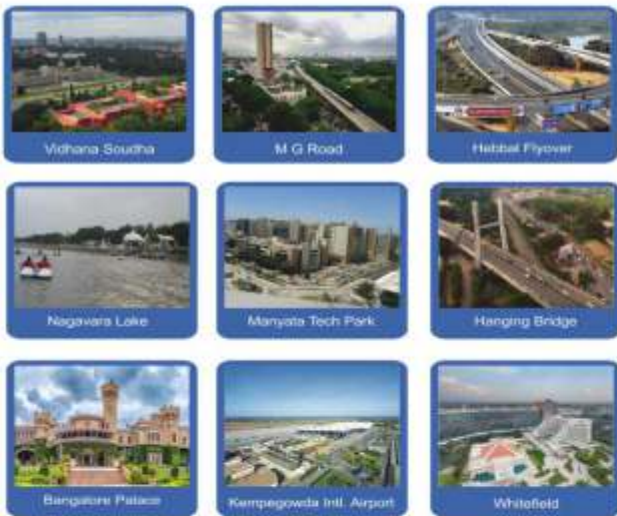 Vidhana Soudha
M G Road
Hebbal Flyover
Nagavara Lake
Manyata Tech Park
Hanging Bridge
Bangalore Palace
Kempegowda Intl. Airport
Whitefield